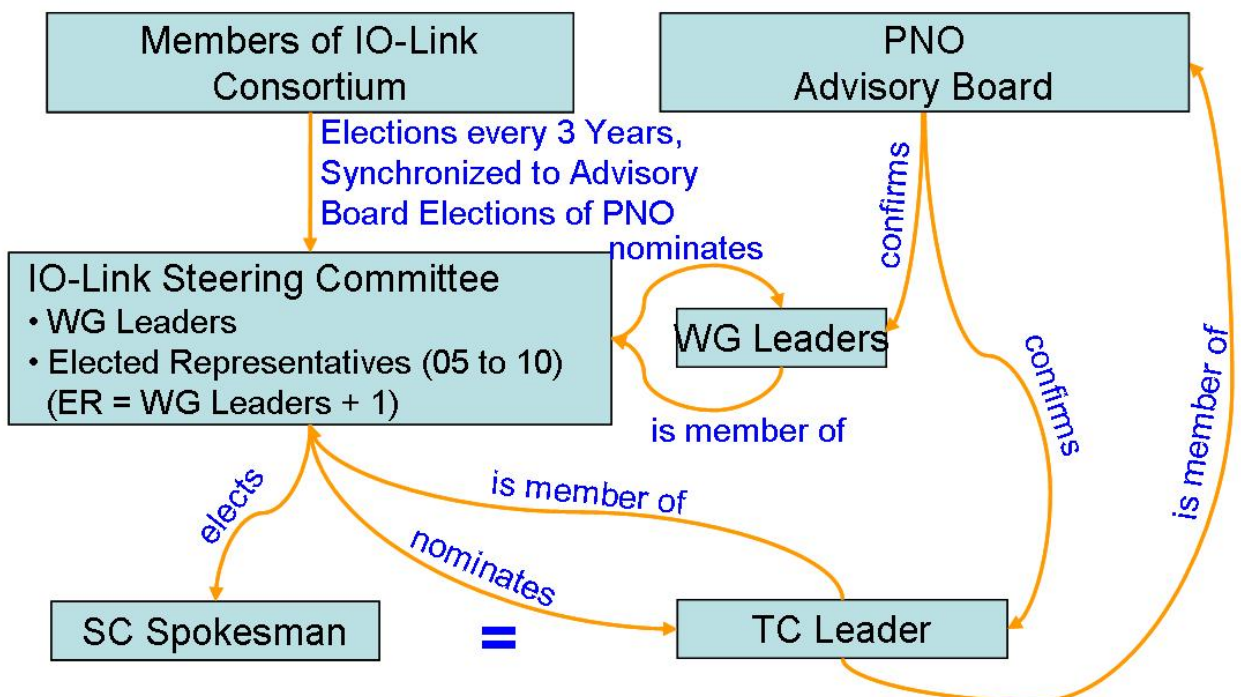 Members of IO-Link
Consortium
PNO
Advisory Board
Elections every 3 Years,
Synchronized to Advisory
Board Elections of PNO
nominates
confirms
IO-Link Steering Committee
• WG Leaders
• Elected Representatives (05 to 10)
(ER = WG Leaders + 1)
WG Leaders
is member of
confirms
is member of
elects
is member of
nominates
SC Spokesman
=
TC Leader